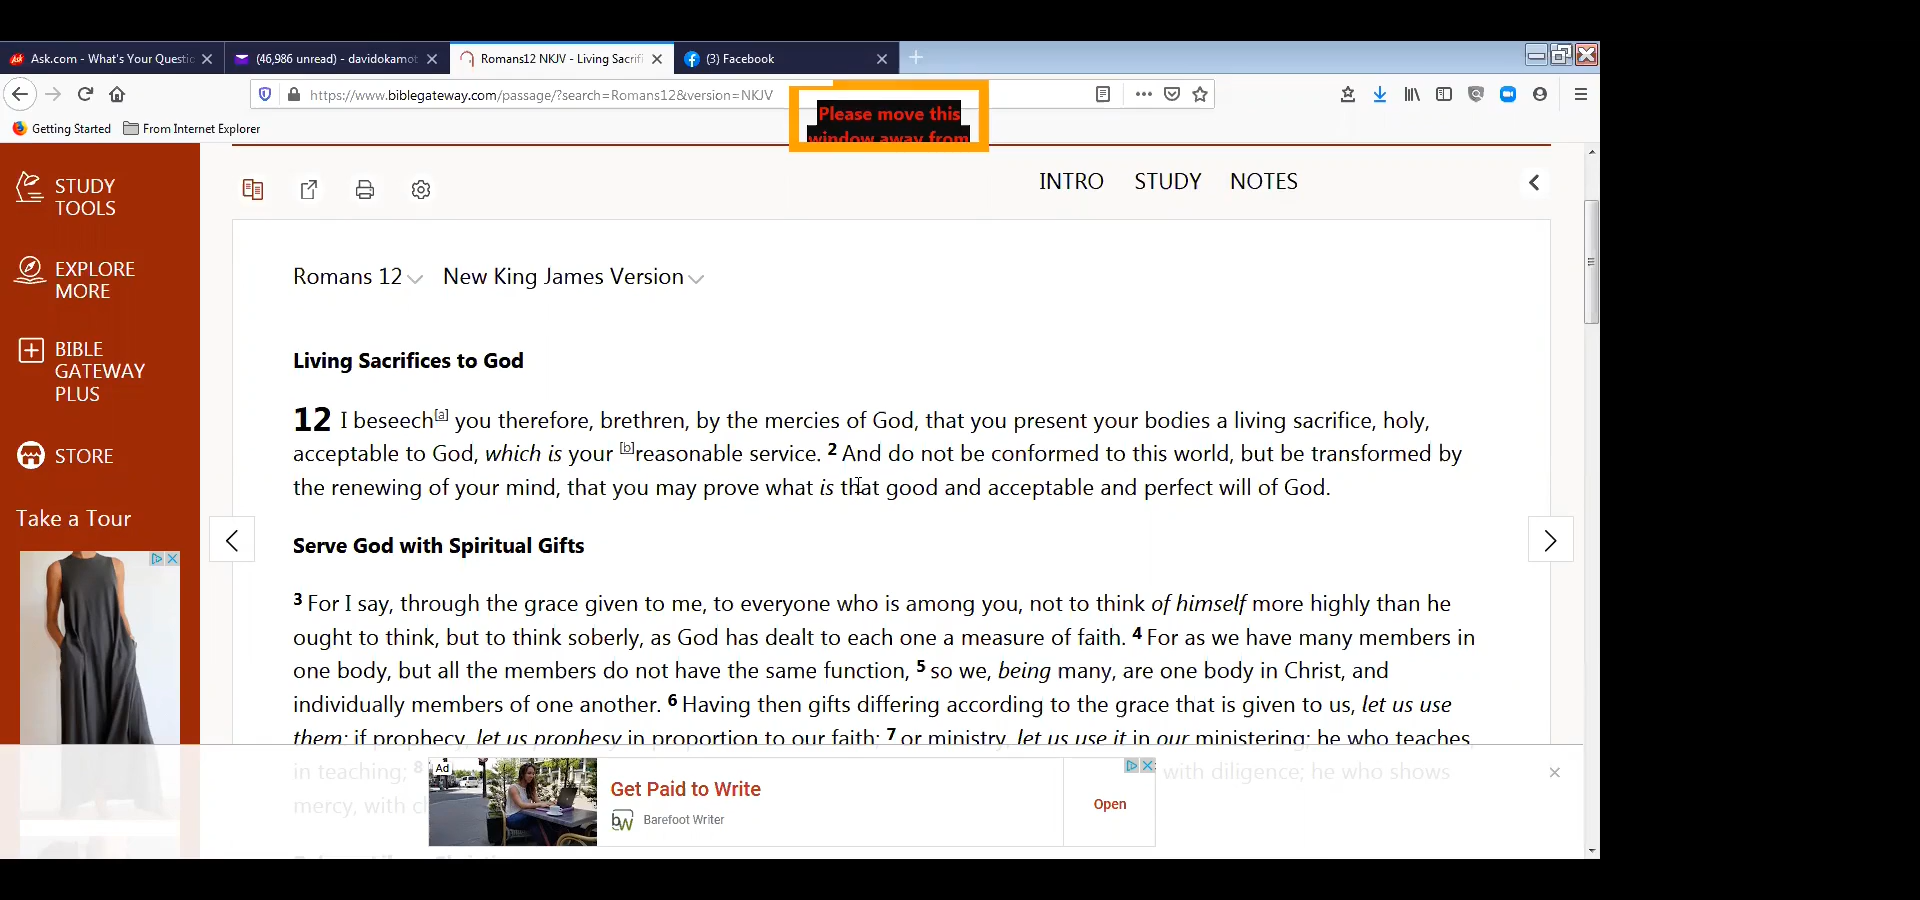 Ask.com - What's Your Questic
(46,986 unread) - davidokamot
Romans12 NKJV - Living Sacrif
(3) Facebook
https://www.biblegateway.com/passage/?search=Romans12&version=NKJV
Please move this
window away from
Getting Started
From Internet Explorer
STUDY
TOOLS
EXPLORE
MORE
BIBLE
GATEWAY
PLUS
STORE
Take a Tour
INTRO STUDY NOTES
Romans 12 New King James Version
Living Sacrifices to God
12 I beseech[a] you therefore, brethren, by the mercies of God, that you present your bodies a living sacrifice, holy,
acceptable to God, which is your [b]reasonable service. 2 And do not be conformed to this world, but be transformed by
the renewing of your mind, that you may prove what is that good and acceptable and perfect will of God.
Serve God with Spiritual Gifts
3 For I say, through the grace given to me, to everyone who is among you, not to think of himself more highly than he
ought to think, but to think soberly, as God has dealt to each one a measure of faith. 4 For as we have many members in
one body, but all the members do not have the same function, 5 so we, being many, are one body in Christ, and
individually members of one another. 6 Having then gifts differing according to the grace that is given to us, let us use
them: if prophecy, let us prophesy in proportion to our faith; 7 or ministry, let us use it in our ministering; he who teaches,
in teaching; 8 with diligence; he who shows
mercy, with c
Ad
Get Paid to Write
bW Barefoot Writer
Open